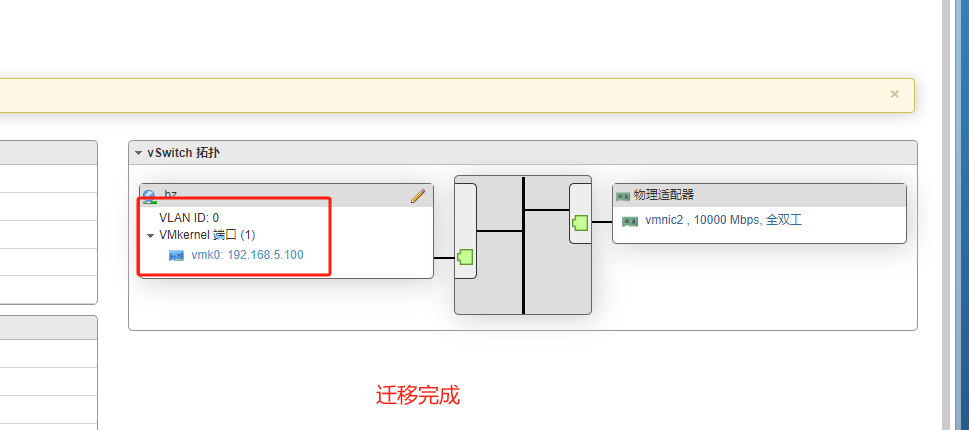 vSwitch 拓扑
hz
VLAN ID: 0
VMkernel 端口 (1)
vmk0: 192.168.5.100
物理适配器
vmnic2 , 10000 Mbps, 全双工
迁移完成